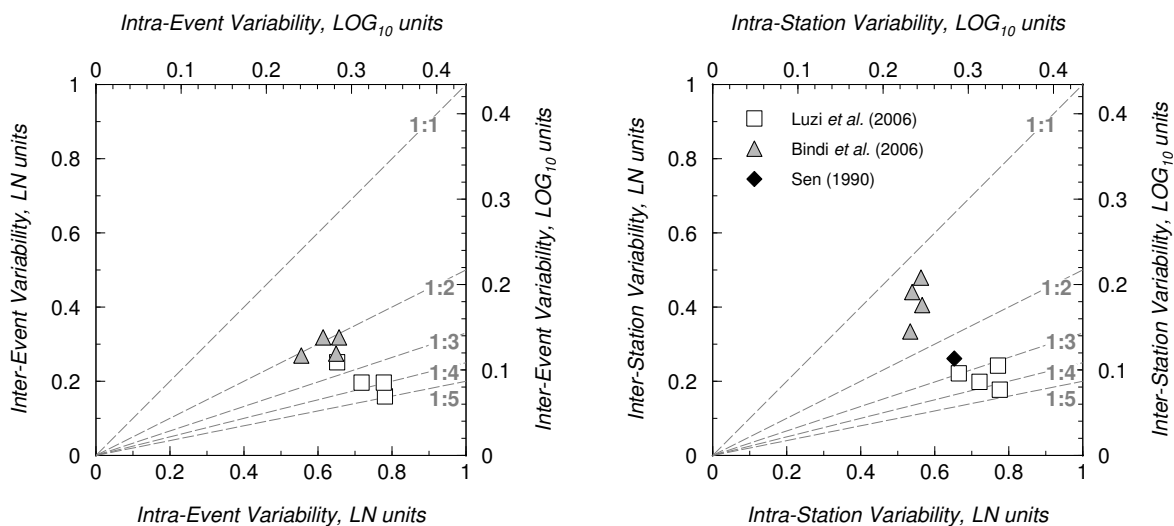 Intra-Event Variability, LOG10 units
0 0.1 0.2 0.3 0.4
1
0.8
0.6
0.4
0.2
0
Inter-Event Variability, LN units
1:1
1:2
1:3
1:4
1:5
0.4
0.3
0.2
0.1
0
Inter-Event Variability, LOG10 units
0 0.2 0.4 0.6 0.8 1
Intra-Event Variability, LN units
Intra-Station Variability, LOG10 units
0 0.1 0.2 0.3 0.4
1
0.8
0.6
0.4
0.2
0
Inter-Station Variability, LN units
Luzi et al. (2006)
Bindi et al. (2006)
Sen (1990)
1:1
1:2
1:3
1:4
1:5
0.4
0.3
0.2
0.1
0
Inter-Station Variability, LOG10 units
0 0.2 0.4 0.6 0.8 1
Intra-Station Variability, LN units